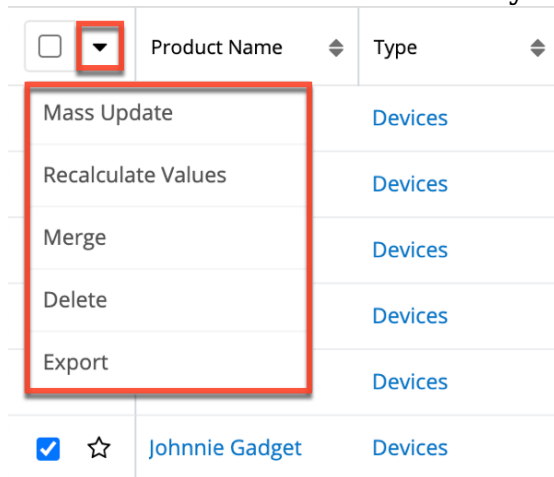 Product Name Type
Mass Update Devices
Recalculate Values Devices
Merge Devices
Delete Devices
Export Devices
Johnnie Gadget Devices